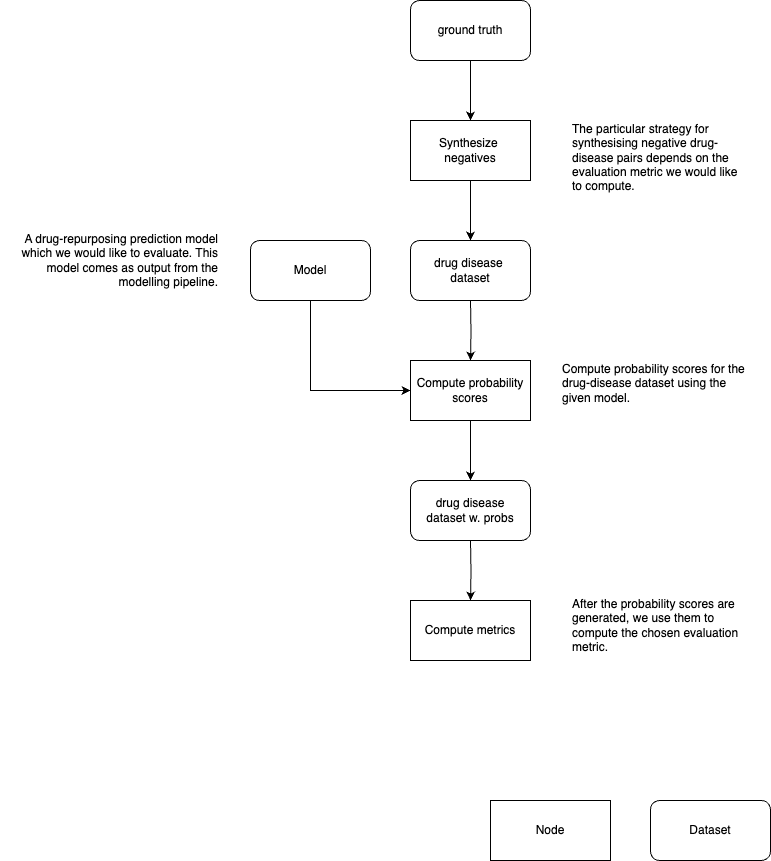 ground truth
Synthesize
negatives
The particular strategy for
synthesising negative drug-
disease pairs depends on the
evaluation metric we would like
to compute.
A drug-repurposing prediction model
which we would like to evaluate. This
model comes as output from the
modelling pipeline.
Model
drug disease
dataset
Compute probability
scores
Compute probability scores for the
drug-disease dataset using the
given model.
drug disease
dataset w. probs
Compute metrics
After the probability scores are
generated, we use them to
compute the chosen evaluation
metric.
Node
Dataset